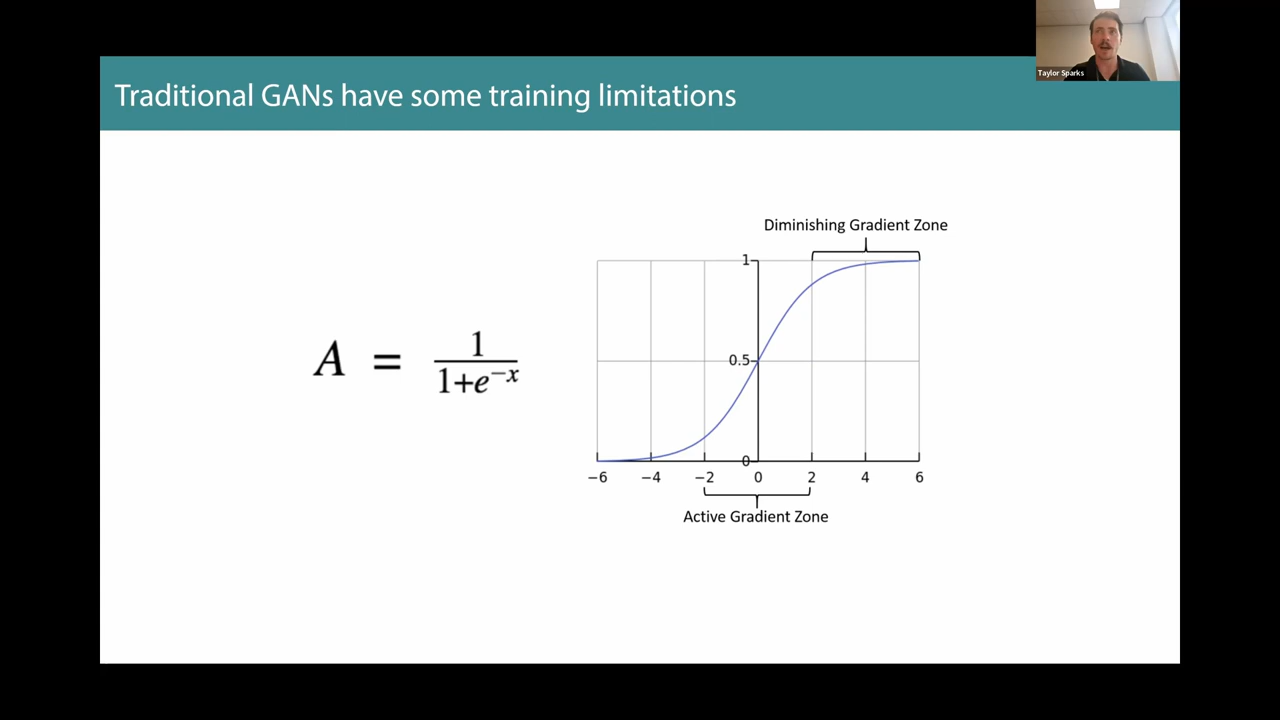 Taylor Sparks
Traditional GANs have some training limitations
A = 1/(1+e^{-x})
Diminishing Gradient Zone
1
0.5
0
−6 −4 −2 0 2 4 6
Active Gradient Zone